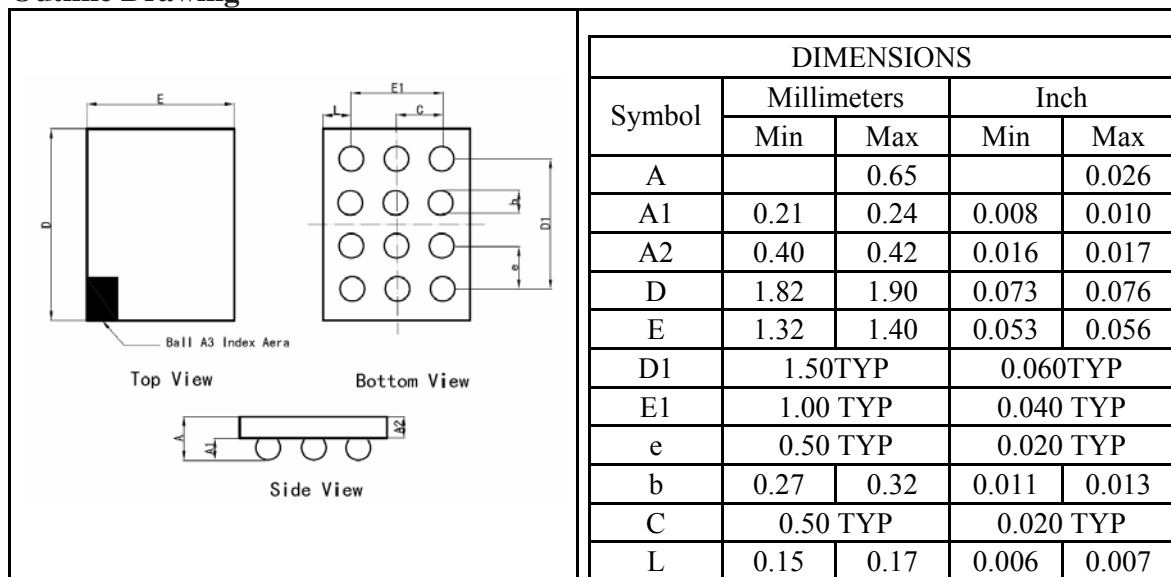 E
D
Ball A3 Index Aera
Top View
E1
L
C
b
D1
e
Bottom View
A
A1
A2
Side View
DIMENSIONS
Symbol Millimeters Inch
Min Max Min Max
A 0.65 0.026
A1 0.21 0.24 0.008 0.010
A2 0.40 0.42 0.016 0.017
D 1.82 1.90 0.073 0.076
E 1.32 1.40 0.053 0.056
D1 1.50TYP 0.060TYP
E1 1.00 TYP 0.040 TYP
e 0.50 TYP 0.020 TYP
b 0.27 0.32 0.011 0.013
C 0.50 TYP 0.020 TYP
L 0.15 0.17 0.006 0.007